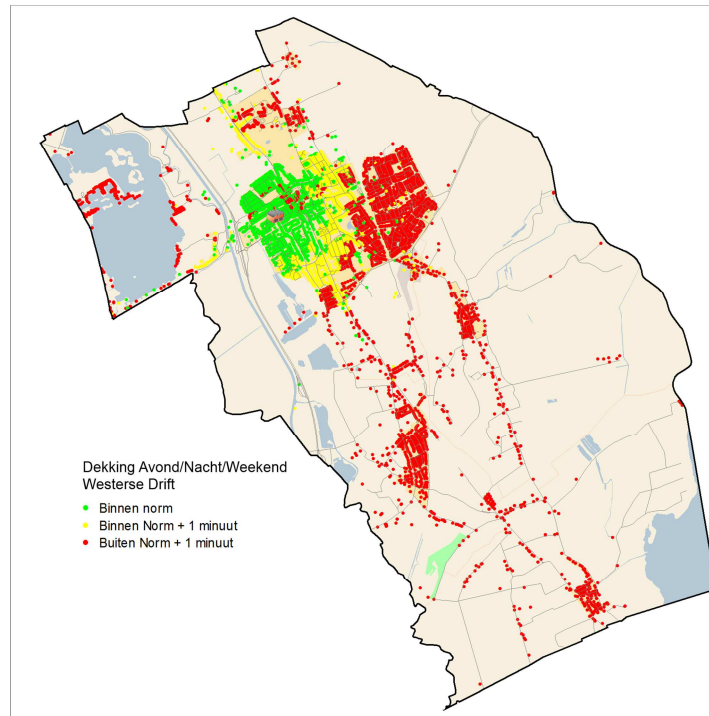 Dekking Avond/Nacht/Weekend
Westerse Drift
Binnen norm
Binnen Norm + 1 minuut
Buiten Norm + 1 minuut